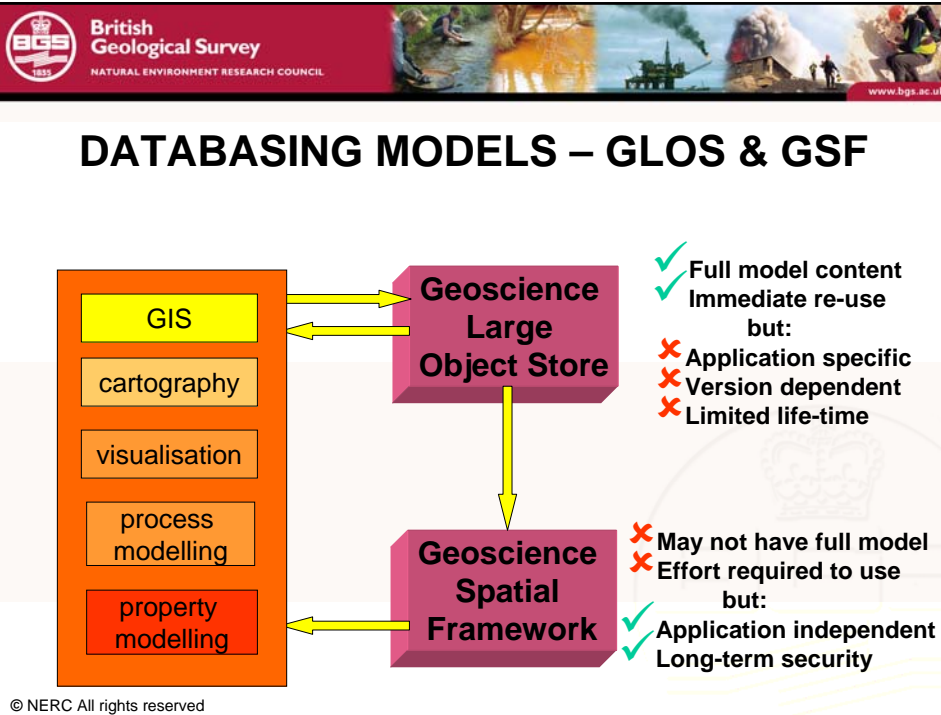 BGS
1835
British
Geological Survey
NATURAL ENVIRONMENT RESEARCH COUNCIL
www.bgs.ac.uk
DATABASING MODELS – GLOS & GSF
GIS
cartography
visualisation
process
modelling
property
modelling
Geoscience
Large
Object Store
✓Full model content
✓Immediate re-use
but:
✘Application specific
✘Version dependent
✘Limited life-time
Geoscience
Spatial
Framework
✘May not have full model
✘Effort required to use
but:
✓Application independent
✓Long-term security
© NERC All rights reserved